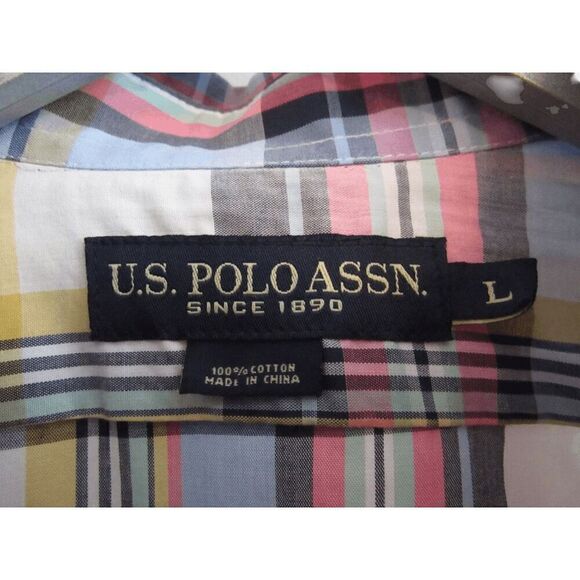 U.S. POLO ASSN.
SINCE 1890
L
100% COTTON
MADE IN CHINA